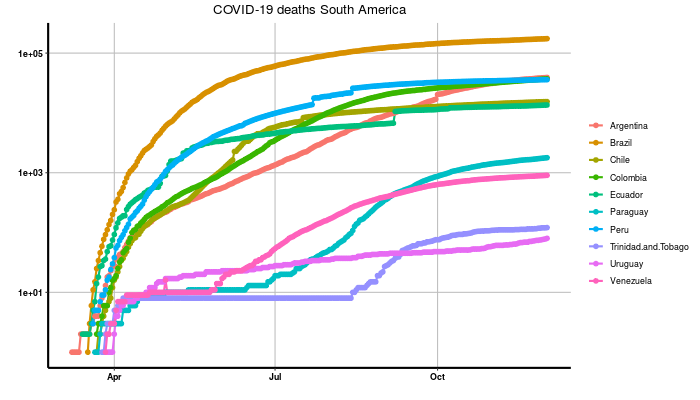 COVID-19 deaths South America
1e+05
1e+03
1e+01
Apr
Jul
Oct
Argentina
Brazil
Chile
Colombia
Ecuador
Paraguay
Peru
Trinidad.and.Tobago
Uruguay
Venezuela